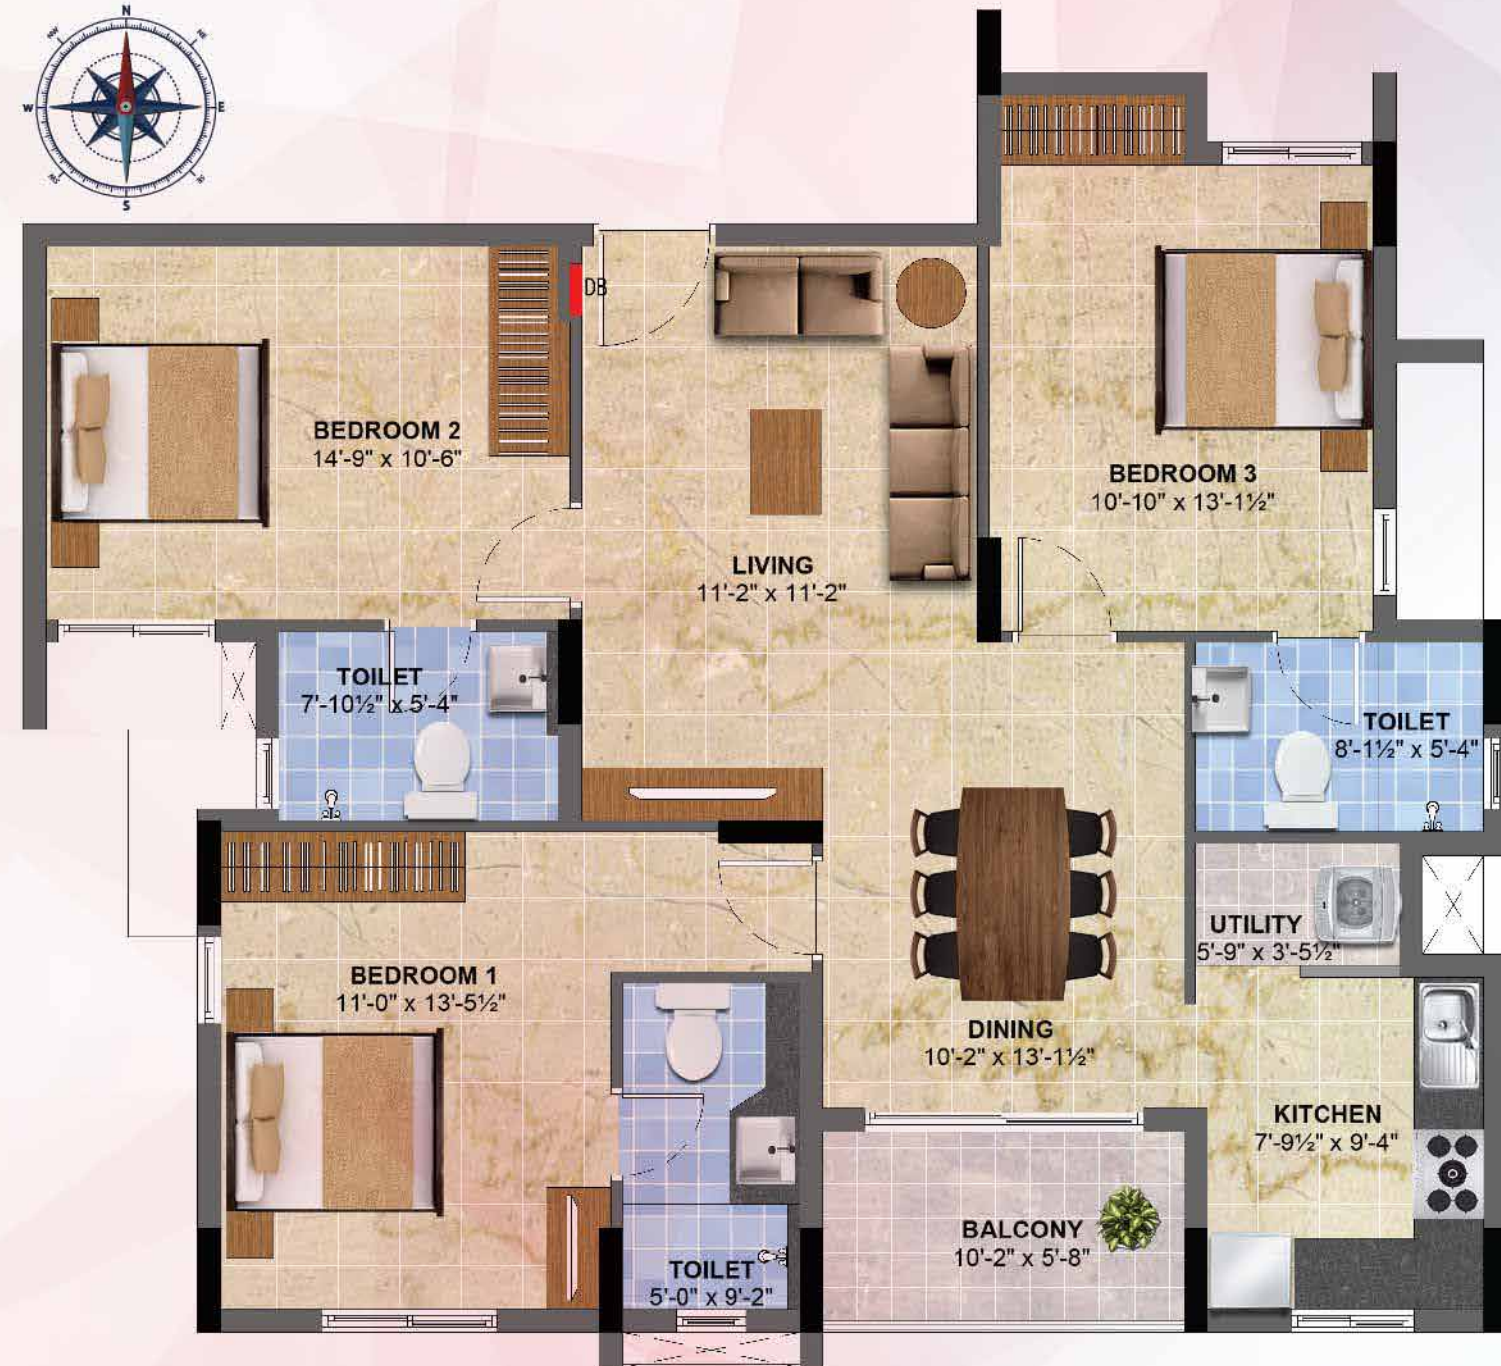 N
NW
NE
W
E
S
DB
BEDROOM 2
14'-9" x 10'-6"
BEDROOM 3
10'-10" x 13'-1½"
LIVING
11'-2" x 11'-2"
TOILET
7'-10½" x 5'-4"
TOILET
8'-1½" x 5'-4"
UTILITY
5'-9" x 3'-5½"
BEDROOM 1
11'-0" x 13'-5½"
DINING
10'-2" x 13'-1½"
KITCHEN
7'-9½" x 9'-4"
BALCONY
10'-2" x 5'-8"
TOILET
5'-0" x 9'-2"